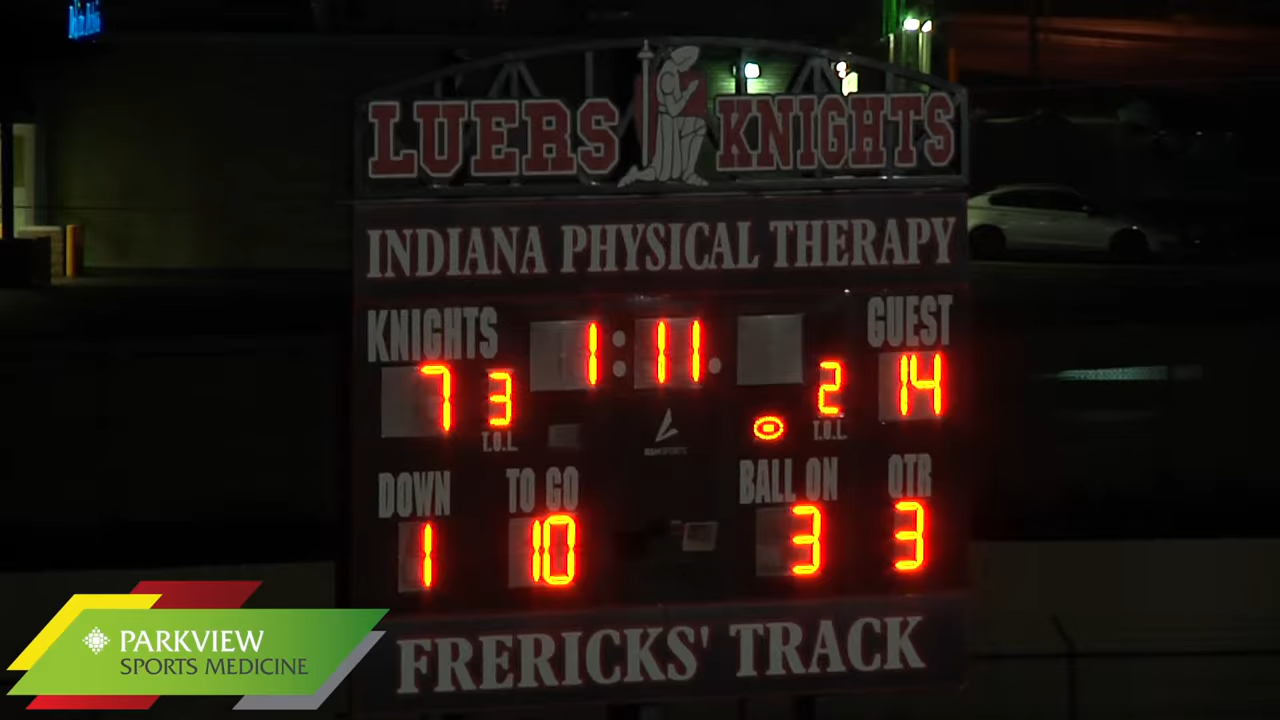 LUERS KNIGHTS
INDIANA PHYSICAL THERAPY
KNIGHTS 1:11. GUEST
7 3 2 14
T.O.L. T.O.L.
DOWN TO GO BALL ON QTR
1 10 3 3
FRERICKS' TRACK
PARKVIEW
SPORTS MEDICINE